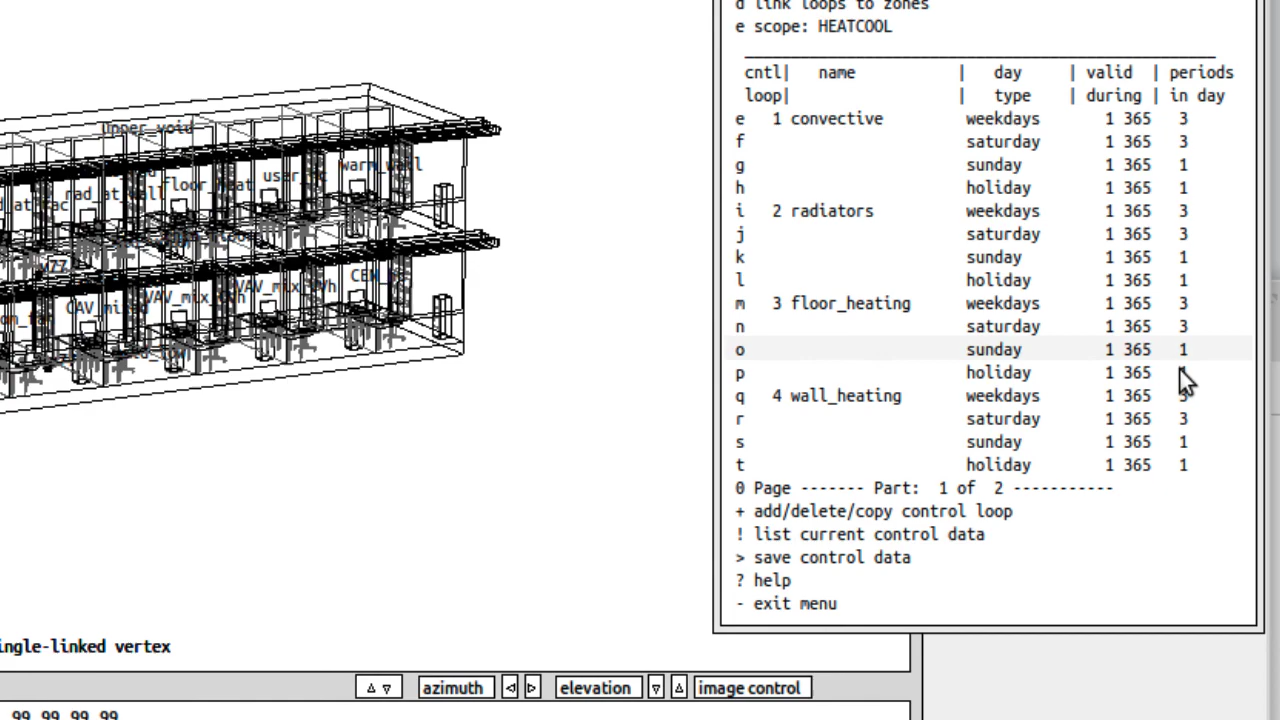 d link loops to zones
e scope: HEATCOOL
cntl| name | day | valid | periods
loop| | type | during | in day
e 1 convective weekdays 1 365 3
f saturday 1 365 3
g sunday 1 365 1
h holiday 1 365 1
i 2 radiators weekdays 1 365 3
j saturday 1 365 3
k sunday 1 365 1
l holiday 1 365 1
m 3 floor_heating weekdays 1 365 3
n saturday 1 365 3
o sunday 1 365 1
p holiday 1 365
q 4 wall_heating weekdays 1 365 3
r saturday 1 365 3
s sunday 1 365 1
t holiday 1 365 1
0 Page ------- Part: 1 of 2 -----------
+ add/delete/copy control loop
! list current control data
> save control data
? help
- exit menu
upper_void
warm_wall
floor_heat
rad_at_wall
ingle-linked vertex
azimuth elevation image control
99 99 99 99